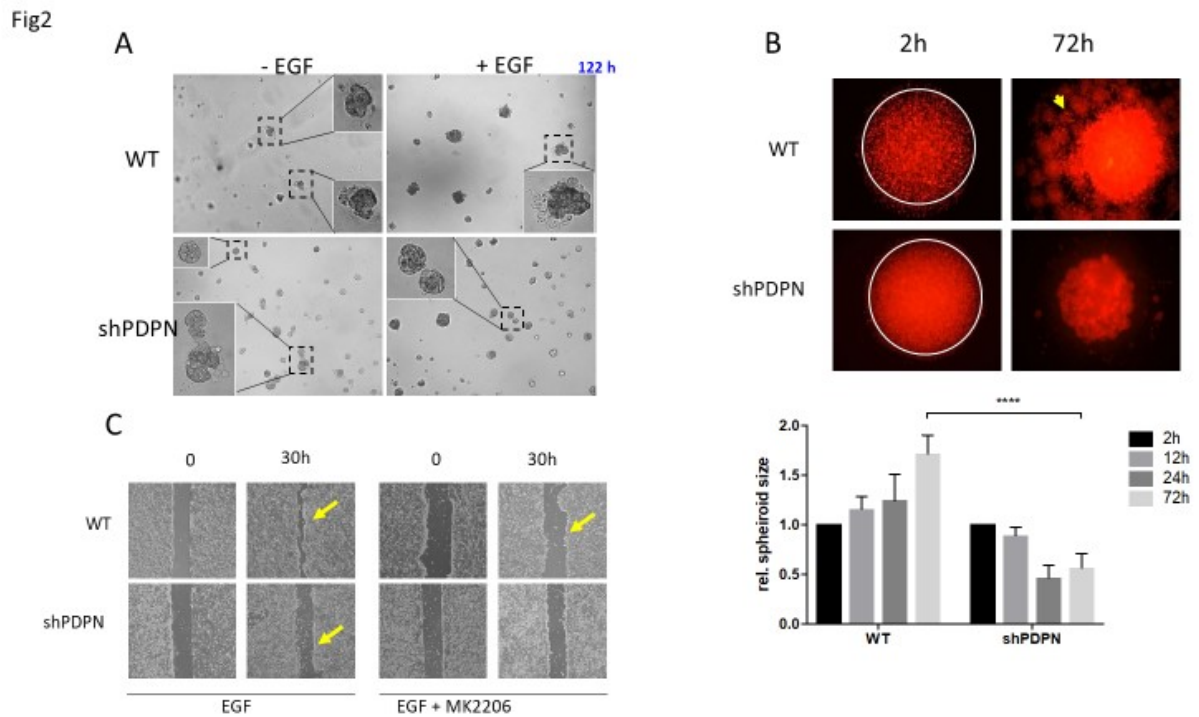 Fig2
A
- EGF
+ EGF
122 h
WT
shPDPN
B
2h
72h
WT
shPDPN
****
2.0
1.5
1.0
0.5
0.0
rel. spheiroid size
WT
shPDPN
2h
12h
24h
72h
C
0
30h
0
30h
WT
shPDPN
EGF
EGF + MK2206